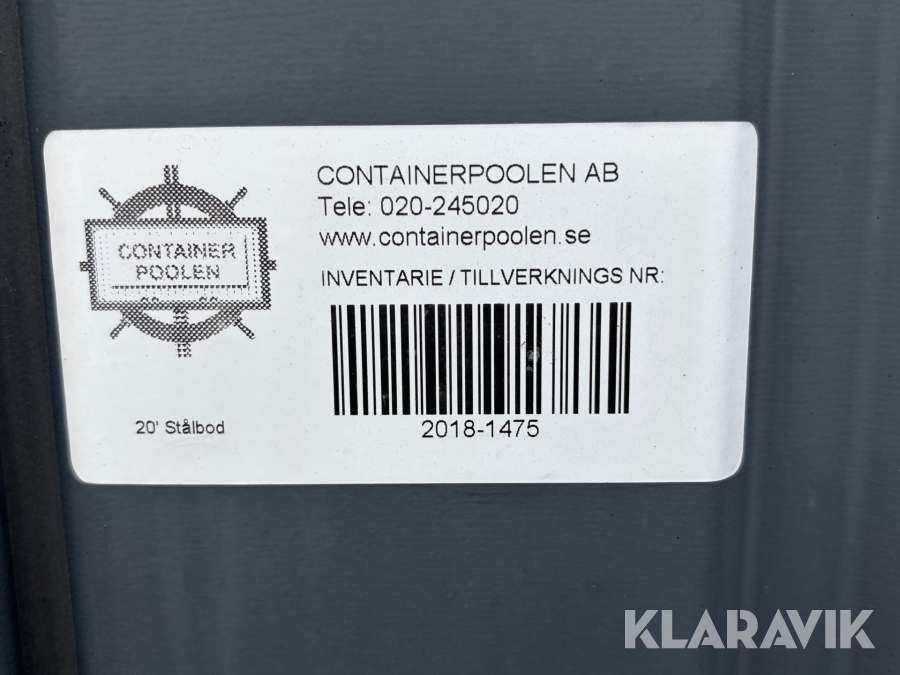 CONTAINERPOOLEN AB
Tele: 020-245020
www.containerpoolen.se
INVENTARIE / TILLVERKNINGS NR:
2018-1475
CONTAINER
POOLEN
20' Stålbod
KLARAVIK